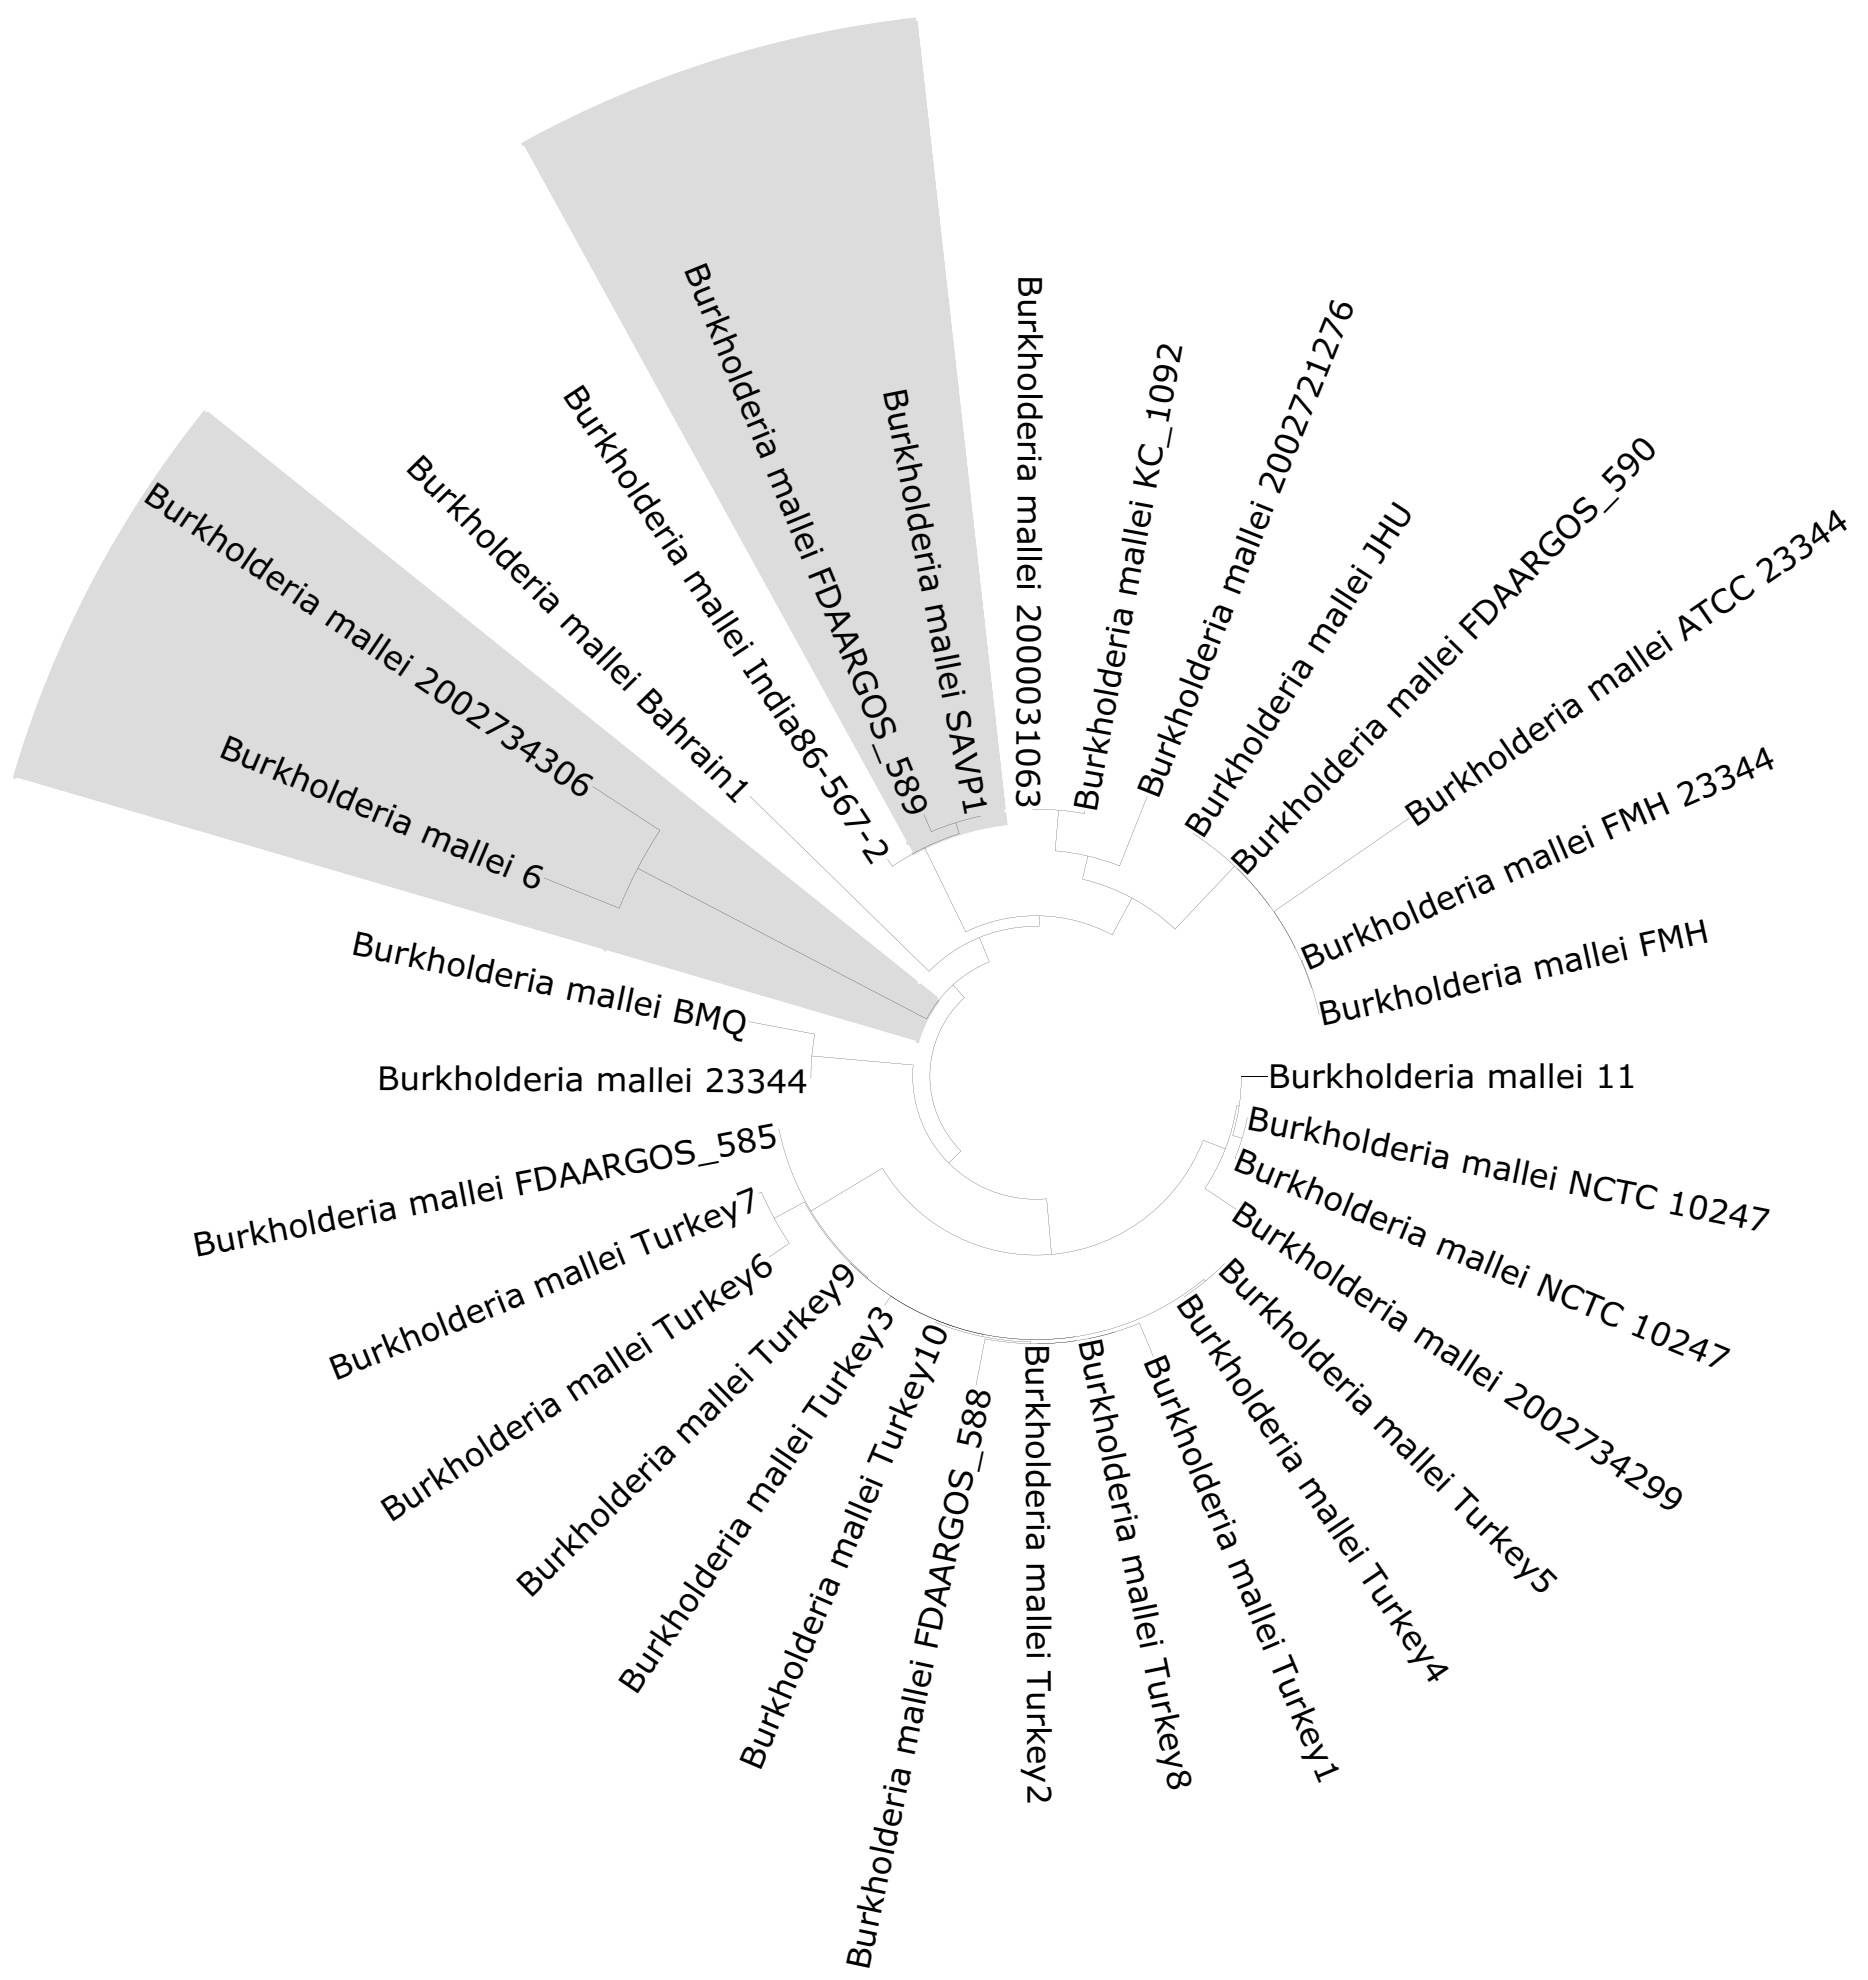 Burkholderia mallei 2000031063
Burkholderia mallei KC_1092
Burkholderia mallei 2002721276
Burkholderia mallei JHU
Burkholderia mallei FDAARGOS_590
Burkholderia mallei ATCC 23344
Burkholderia mallei FMH 23344
Burkholderia mallei FMH
Burkholderia mallei 11
Burkholderia mallei NCTC 10247
Burkholderia mallei NCTC 10247
Burkholderia mallei 2002734299
Burkholderia mallei Turkey5
Burkholderia mallei Turkey4
Burkholderia mallei Turkey1
Burkholderia mallei Turkey8
Burkholderia mallei Turkey2
Burkholderia mallei FDAARGOS_588
Burkholderia mallei Turkey10
Burkholderia mallei Turkey3
Burkholderia mallei Turkey9
Burkholderia mallei Turkey6
Burkholderia mallei Turkey7
Burkholderia mallei FDAARGOS_585
Burkholderia mallei 23344
Burkholderia mallei BMQ
Burkholderia mallei 6
Burkholderia mallei 2002734306
Burkholderia mallei Bahrain1
Burkholderia mallei India86-567-2
Burkholderia mallei FDAARGOS_589
Burkholderia mallei SAVP1